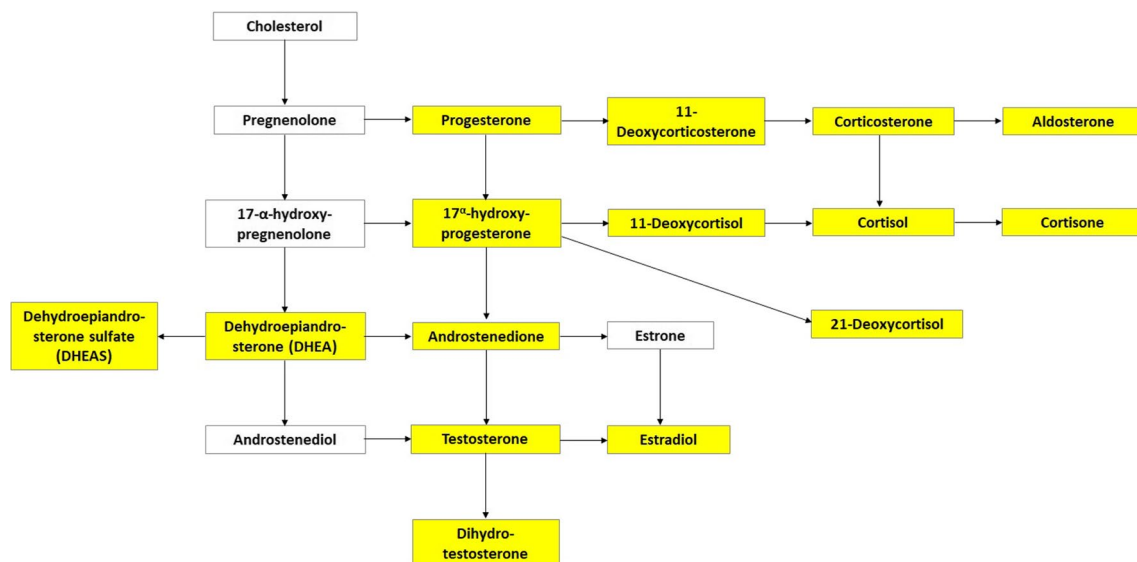 Cholesterol
Pregnenolone
Progesterone
11-
Deoxycorticosterone
Corticosterone
Aldosterone
17-α-hydroxy-
pregnenolone
17α-hydroxy-
progesterone
11-Deoxycortisol
Cortisol
Cortisone
Dehydroepiandro-
sterone sulfate
(DHEAS)
Dehydroepiandro-
sterone (DHEA)
Androstenedione
Estrone
21-Deoxycortisol
Androstenediol
Testosterone
Estradiol
Dihydro-
testosterone